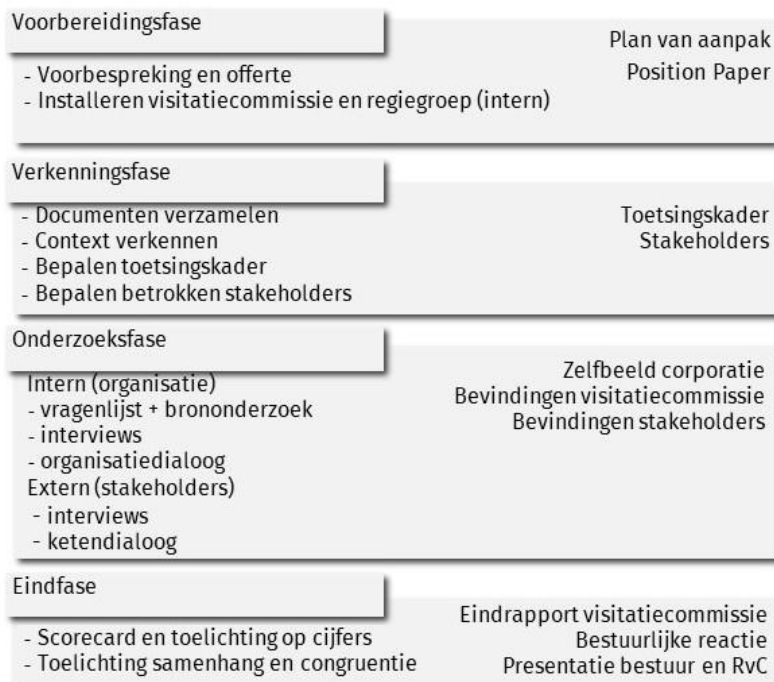 Voorbereidingsfase
Plan van aanpak
- Voorbespreking en offerte
Position Paper
- Installeren visitatiecommissie en regiegroep (intern)
Verkenningsfase
- Documenten verzamelen
Toetsingskader
- Context verkennen
Stakeholders
- Bepalen toetsingskader
- Bepalen betrokken stakeholders
Onderzoeksfase
Zelfbeeld corporatie
Intern (organisatie)
Bevindingen visitatiecommissie
- vragenlijst + brononderzoek
Bevindingen stakeholders
- interviews
- organisatiedialoog
Extern (stakeholders)
- interviews
- ketendialoog
Eindfase
Eindrapport visitatiecommissie
- Scorecard en toelichting op cijfers
Bestuurlijke reactie
- Toelichting samenhang en congruentie
Presentatie bestuur en RvC